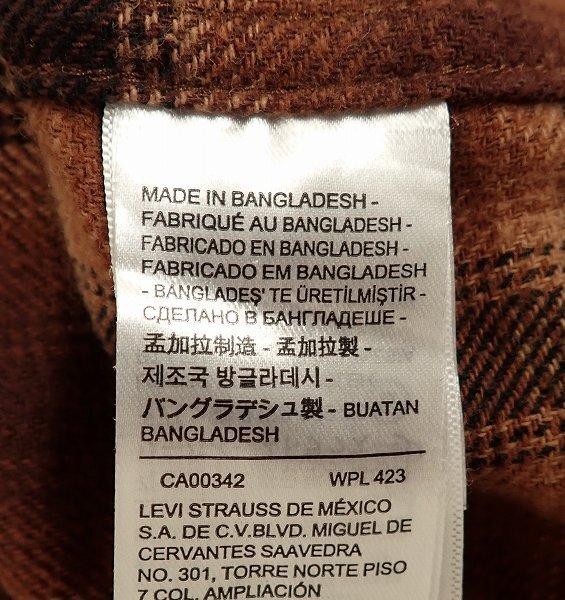 MADE IN BANGLADESH -
FABRIQUÉ AU BANGLADESH -
FABRICADO EN BANGLADESH -
FABRICADO EM BANGLADESH
- BANGLADEŞ' TE ÜRETİLMİŞTİR -
СДЕЛАНО В БАНГЛАДЕШЕ -
孟加拉制造 - 孟加拉製 -
제조국 방글라데시 -
バングラデシュ製 - BUATAN
BANGLADESH
CA00342 WPL 423
LEVI STRAUSS DE MÉXICO
S.A. DE C.V.BLVD. MIGUEL DE
CERVANTES SAAVEDRA
NO. 301, TORRE NORTE PISO
7 COL. AMPLIACIÓN